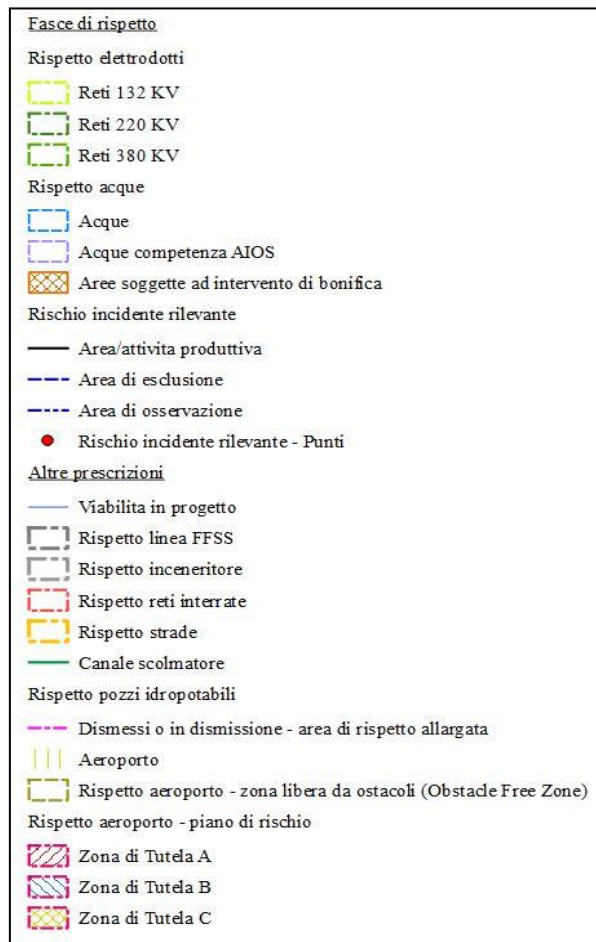 Fasce di rispetto
Rispetto elettrodotti
Reti 132 KV
Reti 220 KV
Reti 380 KV
Rispetto acque
Acque
Acque competenza AIOS
Aree soggette ad intervento di bonifica
Rischio incidente rilevante
Area/attivita produttiva
Area di esclusione
Area di osservazione
Rischio incidente rilevante - Punti
Altre prescrizioni
Viabilita in progetto
Rispetto linea FFSS
Rispetto inceneritore
Rispetto reti interrate
Rispetto strade
Canale scolmatore
Rispetto pozzi idropotabili
Dismessi o in dismissione - area di rispetto allargata
Aeroporto
Rispetto aeroporto - zona libera da ostacoli (Obstacle Free Zone)
Rispetto aeroporto - piano di rischio
Zona di Tutela A
Zona di Tutela B
Zona di Tutela C